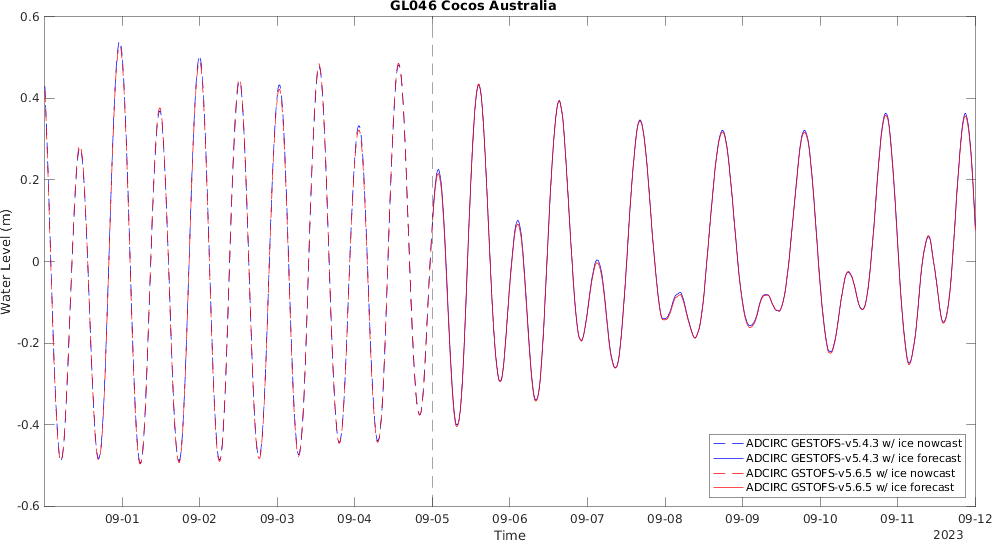 GL046 Cocos Australia
0.6
0.4
0.2
0
-0.2
-0.4
-0.6
Water Level (m)
ADCIRC GESTOFS-v5.4.3 w/ ice nowcast
ADCIRC GESTOFS-v5.4.3 w/ ice forecast
ADCIRC GSTOFS-v5.6.5 w/ ice nowcast
ADCIRC GSTOFS-v5.6.5 w/ ice forecast
09-01 09-02 09-03 09-04 09-05 09-06 09-07 09-08 09-09 09-10 09-11 09-12
Time
2023